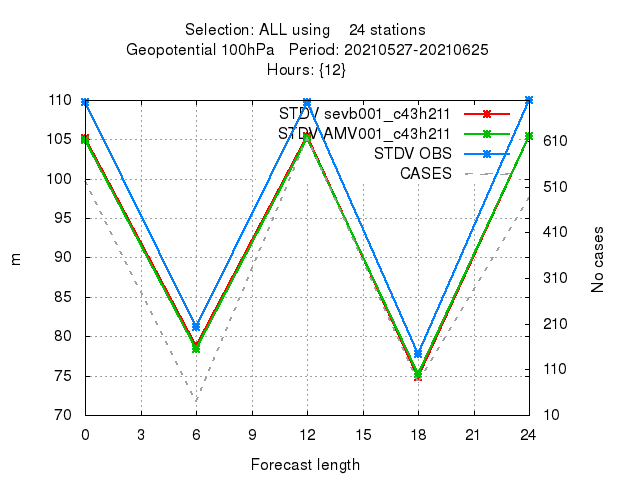 Selection: ALL using 24 stations
Geopotential 100hPa Period: 20210527-20210625
Hours: {12}
STDV sevb001_c43h211
STDV AMV001_c43h211
STDV OBS
CASES
110
105
100
95
90
85
80
75
70
m
610
510
410
310
210
110
10
No cases
0 3 6 9 12 15 18 21 24
Forecast length